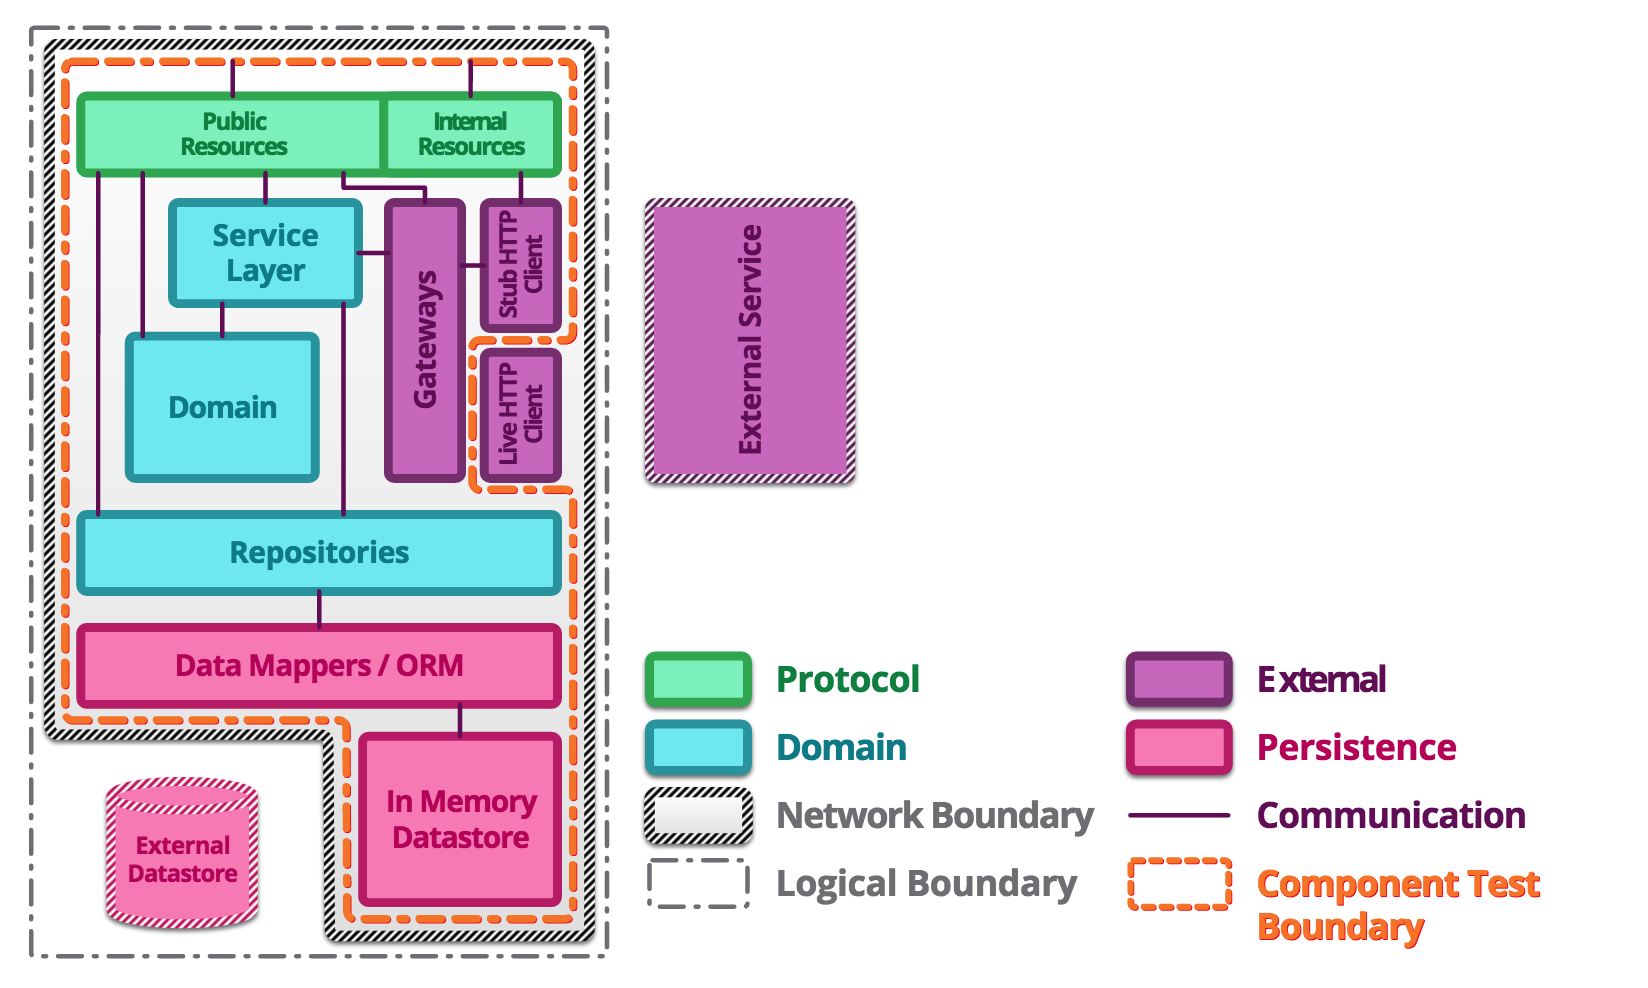 Public
Resources
Internal
Resources
Service
Layer
Gateways
Stub HTTP
Client
Domain
Live HTTP
Client
External Service
Repositories
Data Mappers / ORM
In Memory
Datastore
External
Datastore
Protocol
External
Domain
Persistence
Network Boundary
Communication
Logical Boundary
Component Test
Boundary